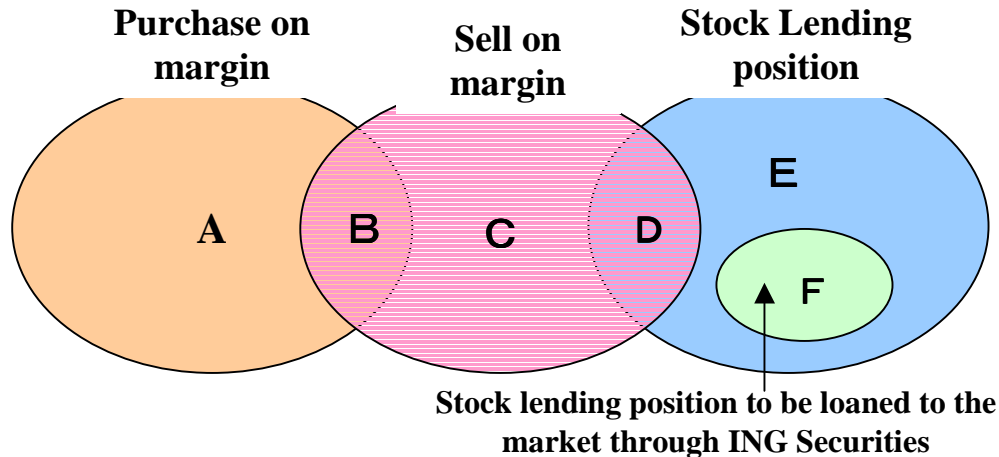 Purchase on
margin
Sell on
margin
Stock Lending
position
A
B
C
D
E
F
Stock lending position to be loaned to the
market through ING Securities